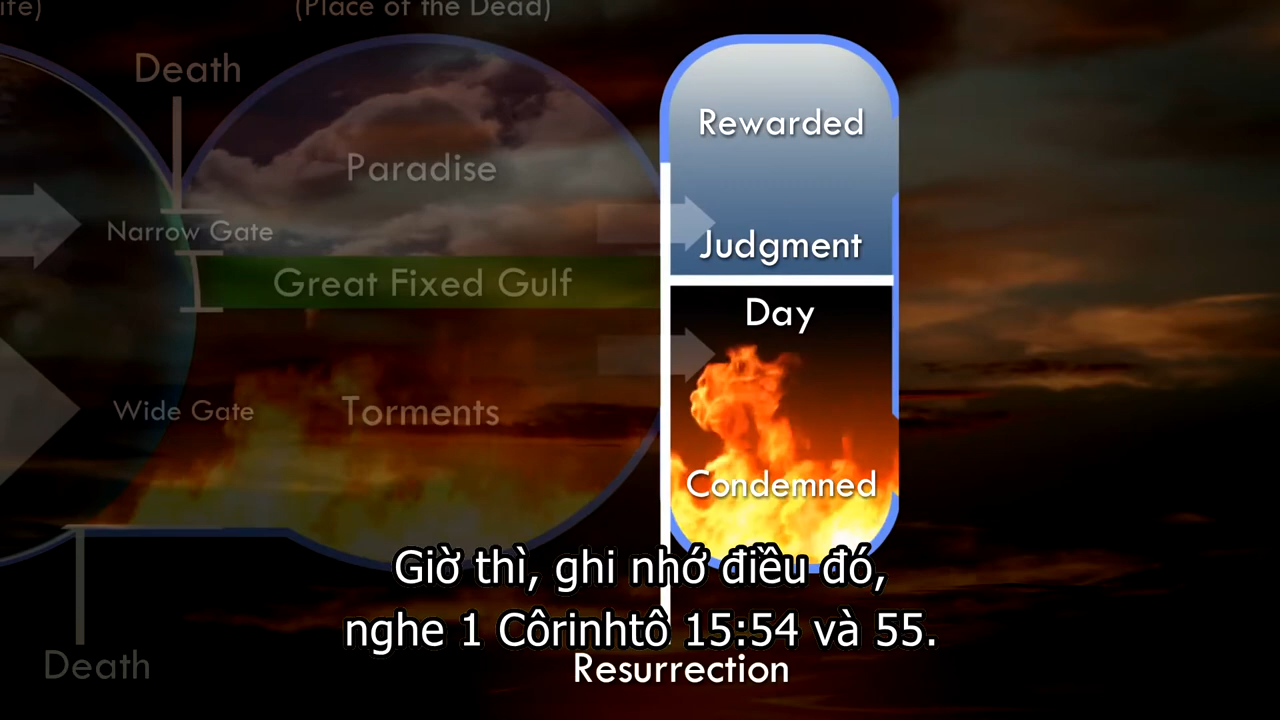 ife)
(Place of the Dead)
Death
Rewarded
Paradise
Narrow Gate
Judgment
Great Fixed Gulf
Day
Wide Gate
Torments
Condemned
Giờ thì, ghi nhớ điều đó,
nghe 1 Côrinhtô 15:54 và 55.
Death
Resurrection